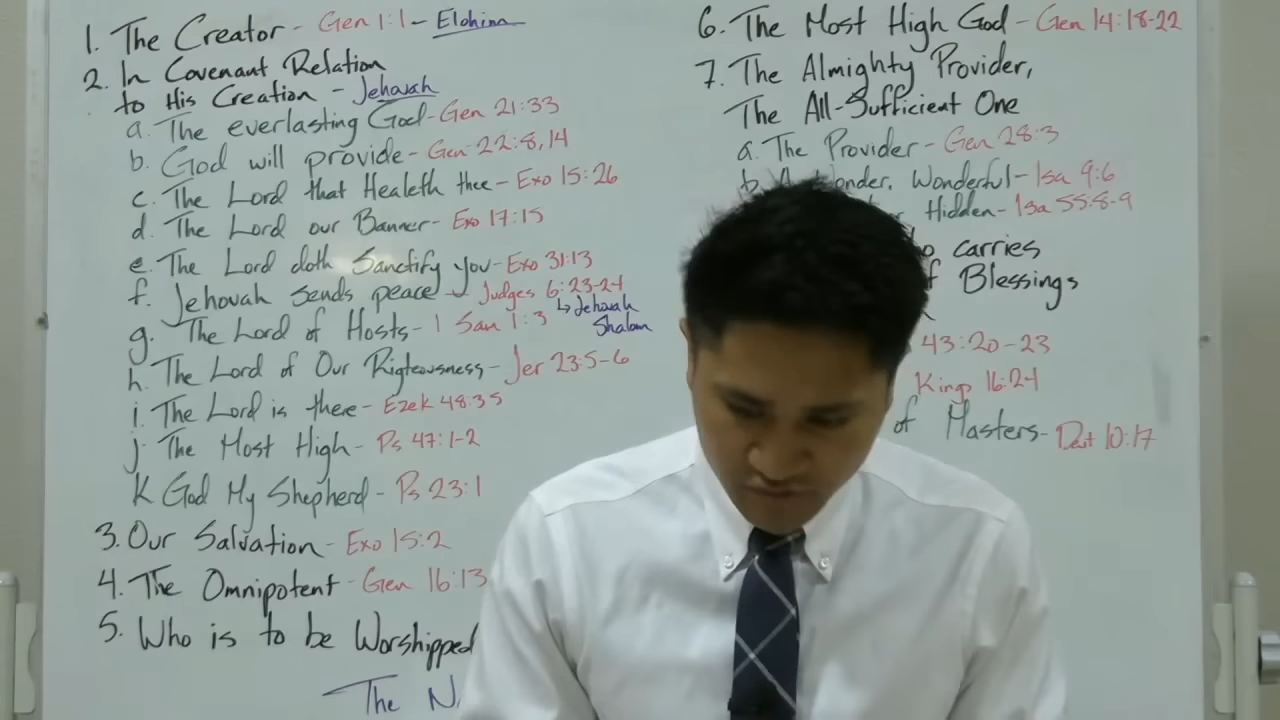 1. The Creator - Gen 1:1 - Elohim
2. In Covenant Relation
to His Creation - Jehovah
a. The everlasting God - Gen 21:33
b. God will provide - Gen 22:8,14
c. The Lord that Healeth thee - Exo 15:26
d. The Lord our Banner - Exo 17:15
e. The Lord doth Sanctify you - Exo 31:13
f. Jehovah sends peace - Judges 6:23-24
↳ Jehovah
Shalom
g. The Lord of Hosts - 1 Sam 1:3
h. The Lord of Our Righteousness - Jer 23:5-6
i. The Lord is there - Ezek 48:35
j. The Most High - Ps 47:1-2
k God My Shepherd - Ps 23:1
3. Our Salvation - Exo 15:2
4. The Omnipotent - Gen 16:13
5. Who is to be Worshipped
The
6. The Most High God - Gen 14:18-22
7. The Almighty Provider,
The All-Sufficient One
a. The Provider - Gen 28:3
b. Wonderful - Isa 9:6
Hidden - Isa 55:8-9
carries
Blessings
43:20-23
Kings 16:24
of Masters - Deut 10:17